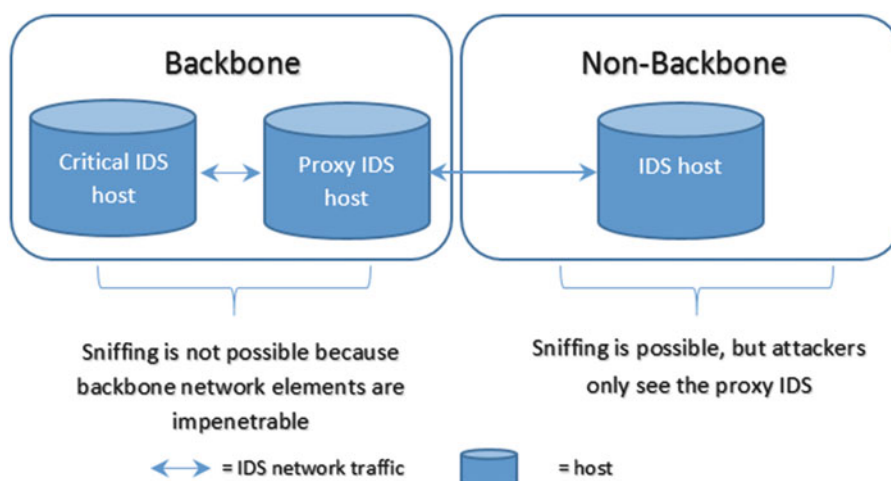 Backbone
Non-Backbone
Critical IDS
host
Proxy IDS
host
IDS host
Sniffing is not possible because
backbone network elements are
impenetrable
Sniffing is possible, but attackers
only see the proxy IDS
= IDS network traffic
= host